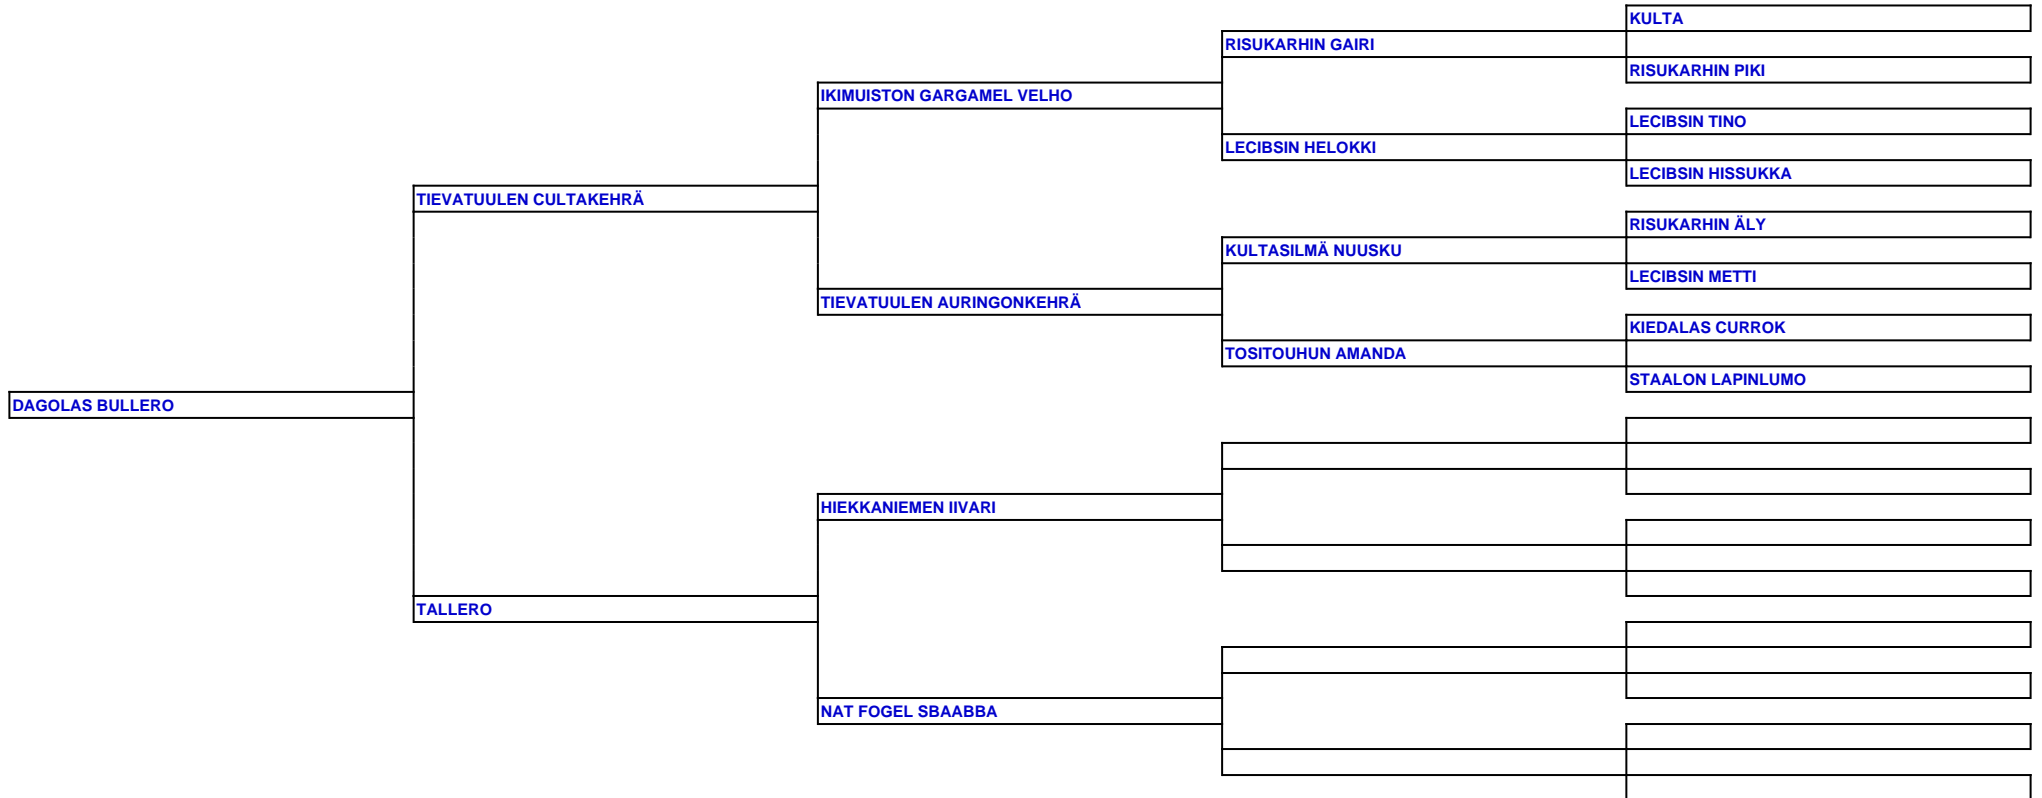 KULTA
RISUKARHIN GAIRI
RISUKARHIN PIKI
IKIMUISTON GARGAMEL VELHO
LECIBSIN TINO
LECIBSIN HELOKKI
LECIBSIN HISSUKKA
TIEVATUULEN CULTAKEHRÄ
RISUKARHIN ÄLY
KULTASILMÄ NUUSKU
LECIBSIN METTI
TIEVATUULEN AURINGONKEHRÄ
KIEDALAS CURROK
TOSITOUHUN AMANDA
STAALON LAPINLUMO
DAGOLAS BULLERO
HIEKKANIEMEN IIVARI
TALLERO
NAT FOGEL SBAABBA